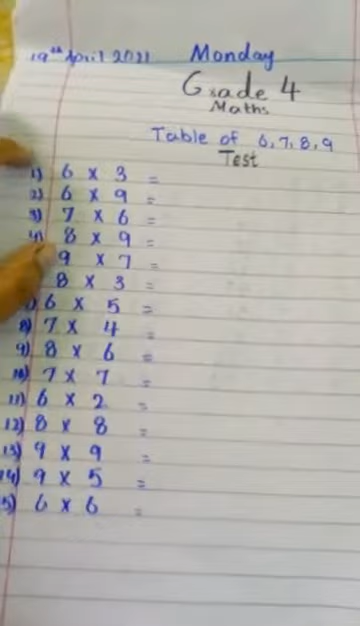 19th April 2021 Monday
Grade 4
Maths
Table of 6, 7, 8, 9
Test
1) 6 x 3 =
2) 6 x 9 =
3) 7 x 6 =
4) 8 x 9 =
9 x 7 =
8 x 3 =
) 6 x 5 =
8) 7 x 4 =
9) 8 x 6 =
10) 7 x 7 =
11) 6 x 2 =
12) 8 x 8 =
13) 9 x 9 =
14) 9 x 5 =
5) 6 x 6 =